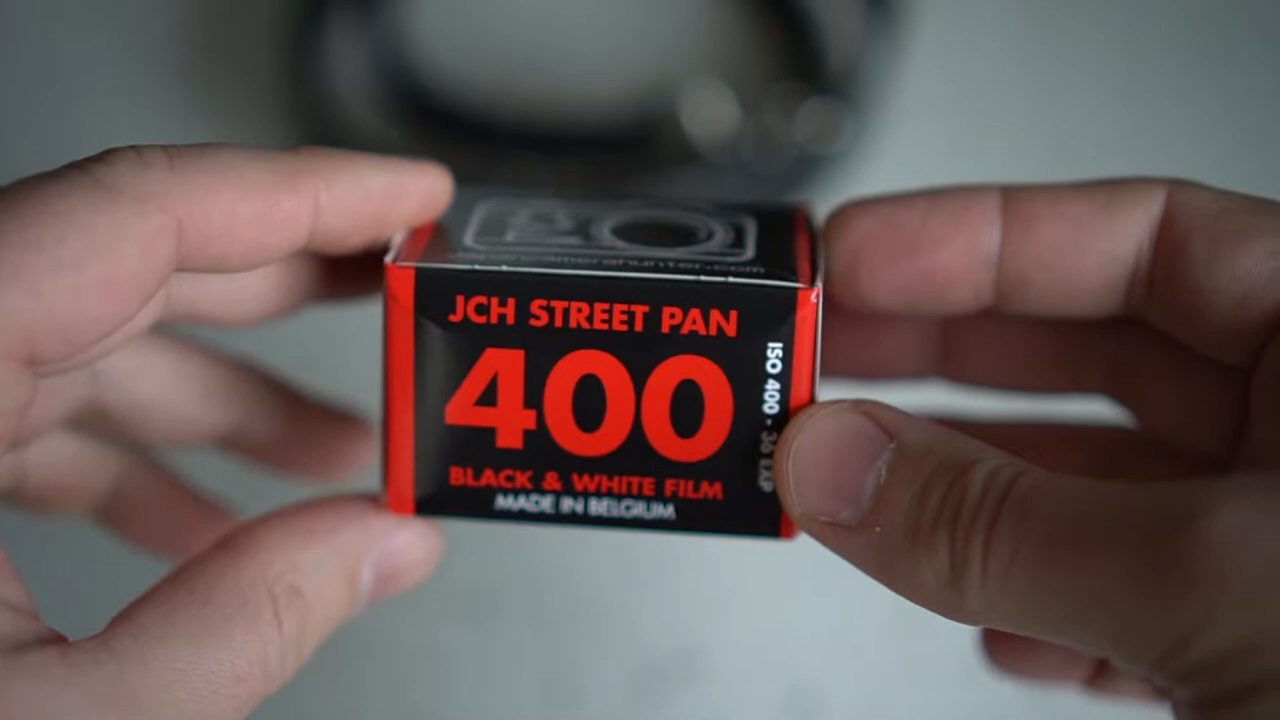 JCH STREET PAN
400
BLACK & WHITE FILM
MADE IN BELGIUM
ISO 400 - 36 EXP